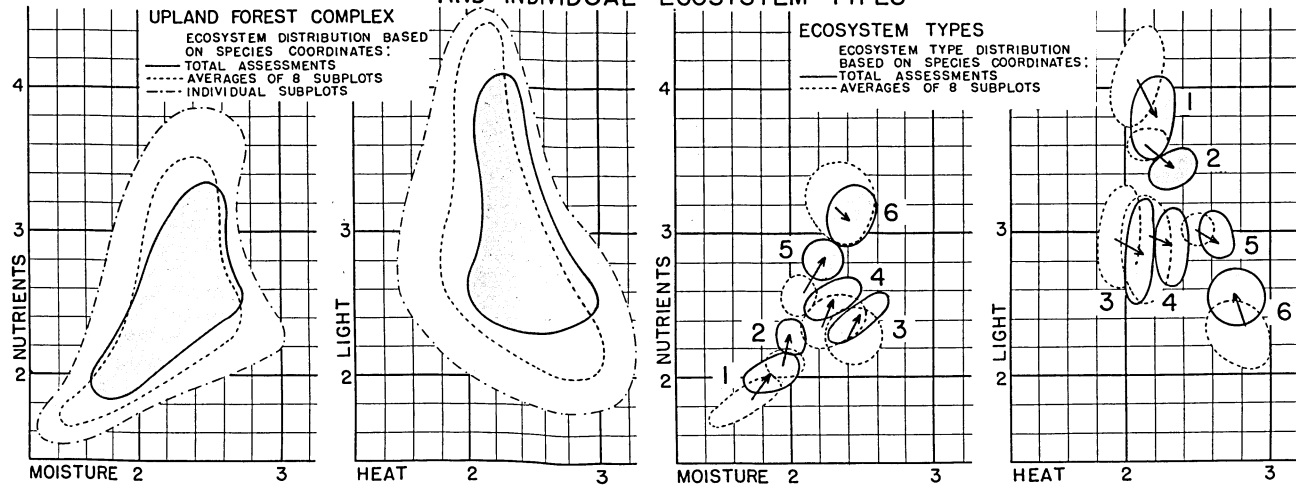 AND INDIVIDUAL ECOSYSTEM TYPES
UPLAND FOREST COMPLEX
ECOSYSTEM DISTRIBUTION BASED
ON SPECIES COORDINATES:
TOTAL ASSESSMENTS
AVERAGES OF 8 SUBPLOTS
INDIVIDUAL SUBPLOTS
4
3
2
NUTRIENTS
MOISTURE 2 3
3
2
LIGHT
HEAT 2 3
ECOSYSTEM TYPES
ECOSYSTEM TYPE DISTRIBUTION
BASED ON SPECIES COORDINATES:
TOTAL ASSESSMENTS
AVERAGES OF 8 SUBPLOTS
4
3
2
NUTRIENTS
6
5
4
3
2
1
MOISTURE 2 3
3
2
LIGHT
1
2
3 4
5
6
HEAT 2 3